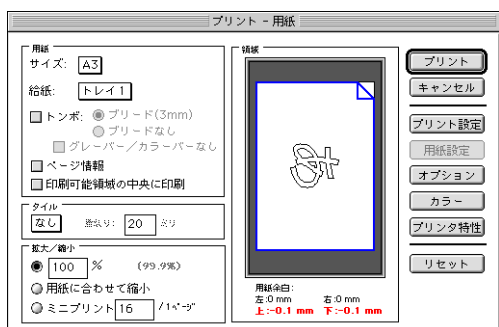 プリント - 用紙
用紙
サイズ: A3
給紙: トレイ1
トンボ: ブリード(3mm)
ブリードなし
グレーバー/カラーバーなし
ページ情報
印刷可能領域の中央に印刷
タイル
なし 重なり: 20 ミリ
拡大/縮小
100 % (99.9%)
用紙に合わせて縮小
ミニプリント 16 /1ページ
領域
用紙余白:
左:0 mm 右:0 mm
上:-0.1 mm 下:-0.1 mm
プリント
キャンセル
プリント設定
用紙設定
オプション
カラー
プリンタ特性
リセット